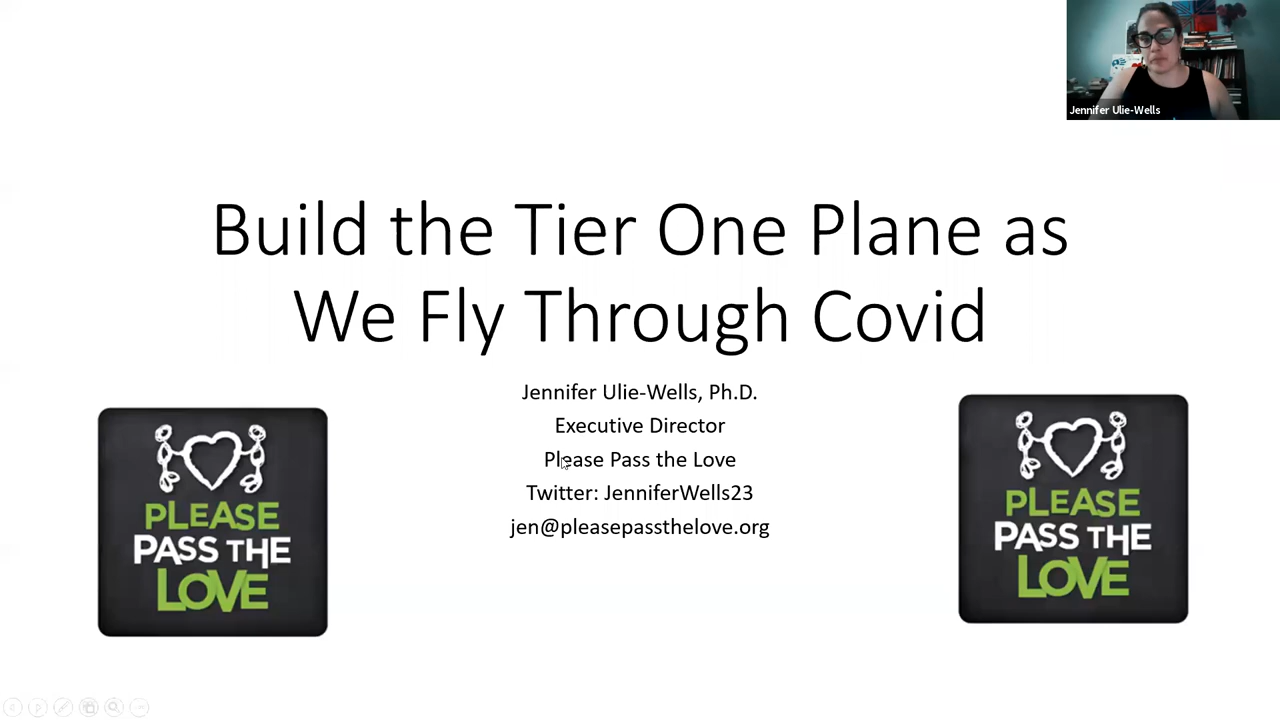 Jennifer Ulie-Wells
Build the Tier One Plane as
We Fly Through Covid
Jennifer Ulie-Wells, Ph.D.
Executive Director
Please Pass the Love
Twitter: JenniferWells23
jen@pleasepassthelove.org
PLEASE
PASS THE
LOVE
PLEASE
PASS THE
LOVE